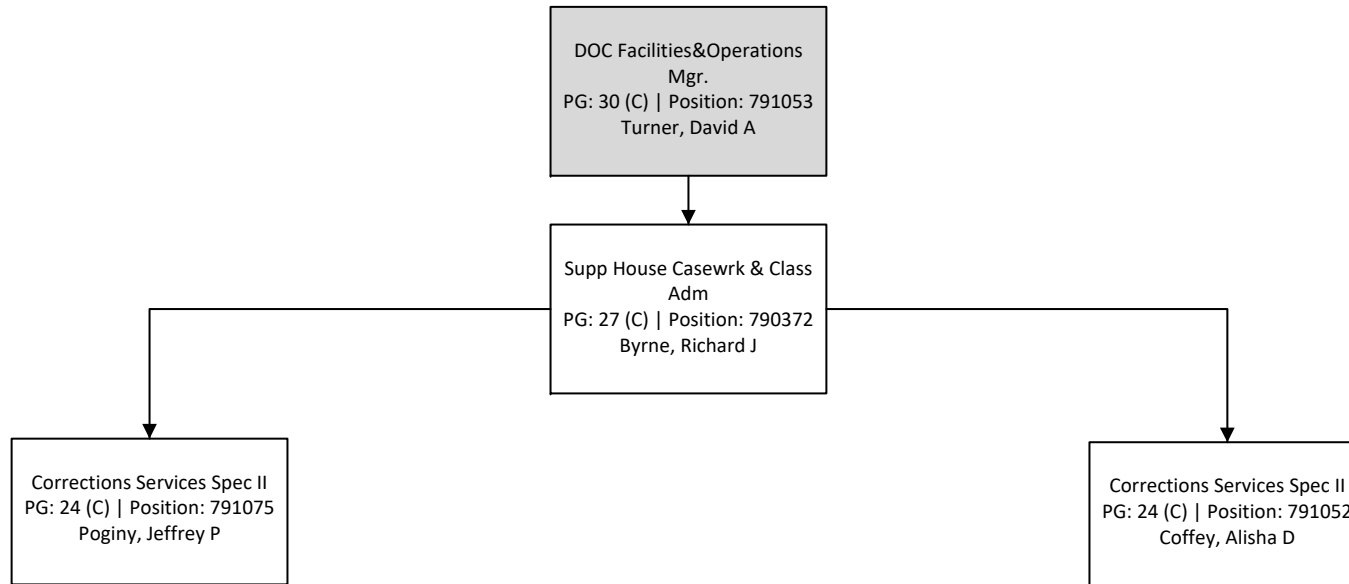 DOC Facilities&Operations
Mgr.
PG: 30 (C) | Position: 791053
Turner, David A
Supp House Casewrk & Class
Adm
PG: 27 (C) | Position: 790372
Byrne, Richard J
Corrections Services Spec II
PG: 24 (C) | Position: 791075
Poginy, Jeffrey P
Corrections Services Spec II
PG: 24 (C) | Position: 791052
Coffey, Alisha D